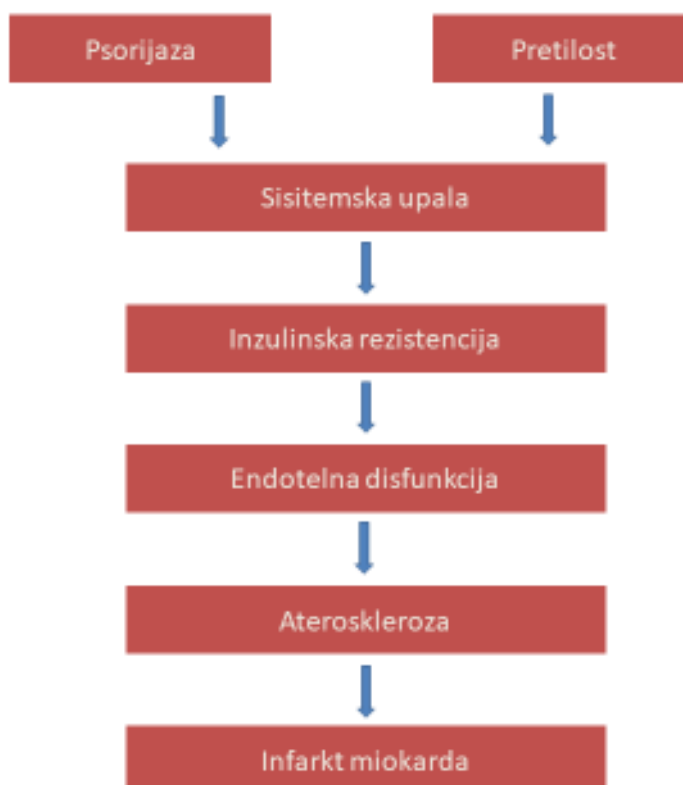 Psorijaza
Pretilost
Sisitemska upala
Inzulinska rezistencija
Endotelna disfunkcija
Ateroskleroza
Infarkt miokarda